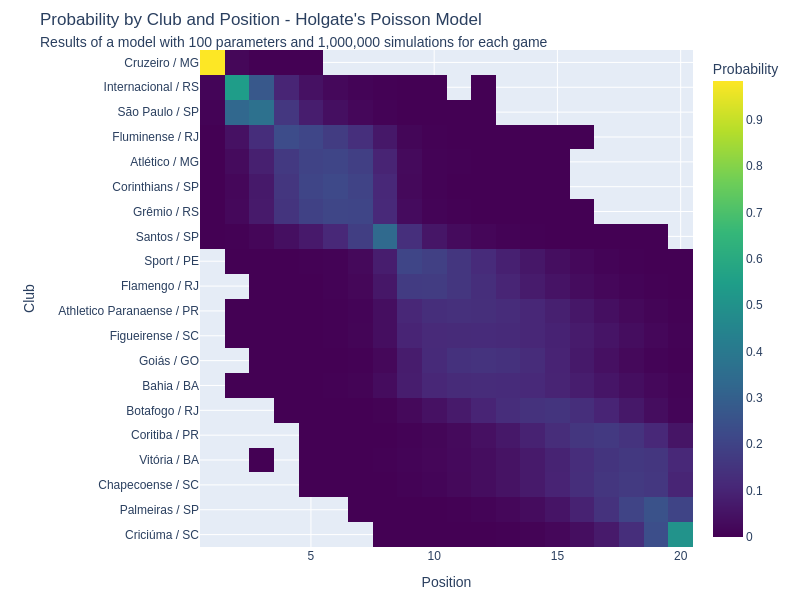 Probability by Club and Position - Holgate's Poisson Model
Results of a model with 100 parameters and 1,000,000 simulations for each game
Cruzeiro / MG
Internacional / RS
São Paulo / SP
Fluminense / RJ
Atlético / MG
Corinthians / SP
Grêmio / RS
Santos / SP
Sport / PE
Flamengo / RJ
Athletico Paranaense / PR
Figueirense / SC
Goiás / GO
Bahia / BA
Botafogo / RJ
Coritiba / PR
Vitória / BA
Chapecoense / SC
Palmeiras / SP
Criciúma / SC
Club
5
10
15
20
Position
Probability
0.9
0.8
0.7
0.6
0.5
0.4
0.3
0.2
0.1
0